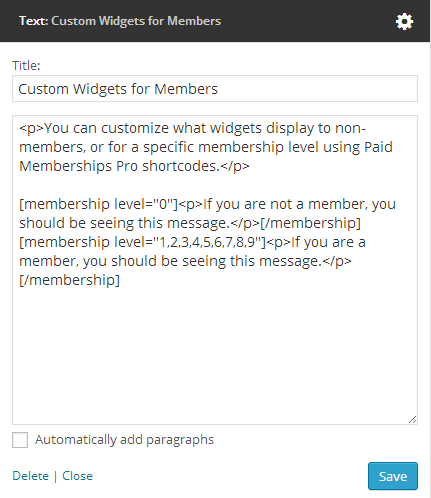 Text: Custom Widgets for Members
Title:
Custom Widgets for Members
<p>You can customize what widgets display to non-
members, or for a specific membership level using Paid
Memberships Pro shortcodes.</p>
[membership level="0"]<p>If you are not a member, you
should be seeing this message.</p>[/membership]
[membership level="1,2,3,4,5,6,7,8,9"]<p>If you are a
member, you should be seeing this message.</p>
[/membership]
Automatically add paragraphs
Delete | Close
Save